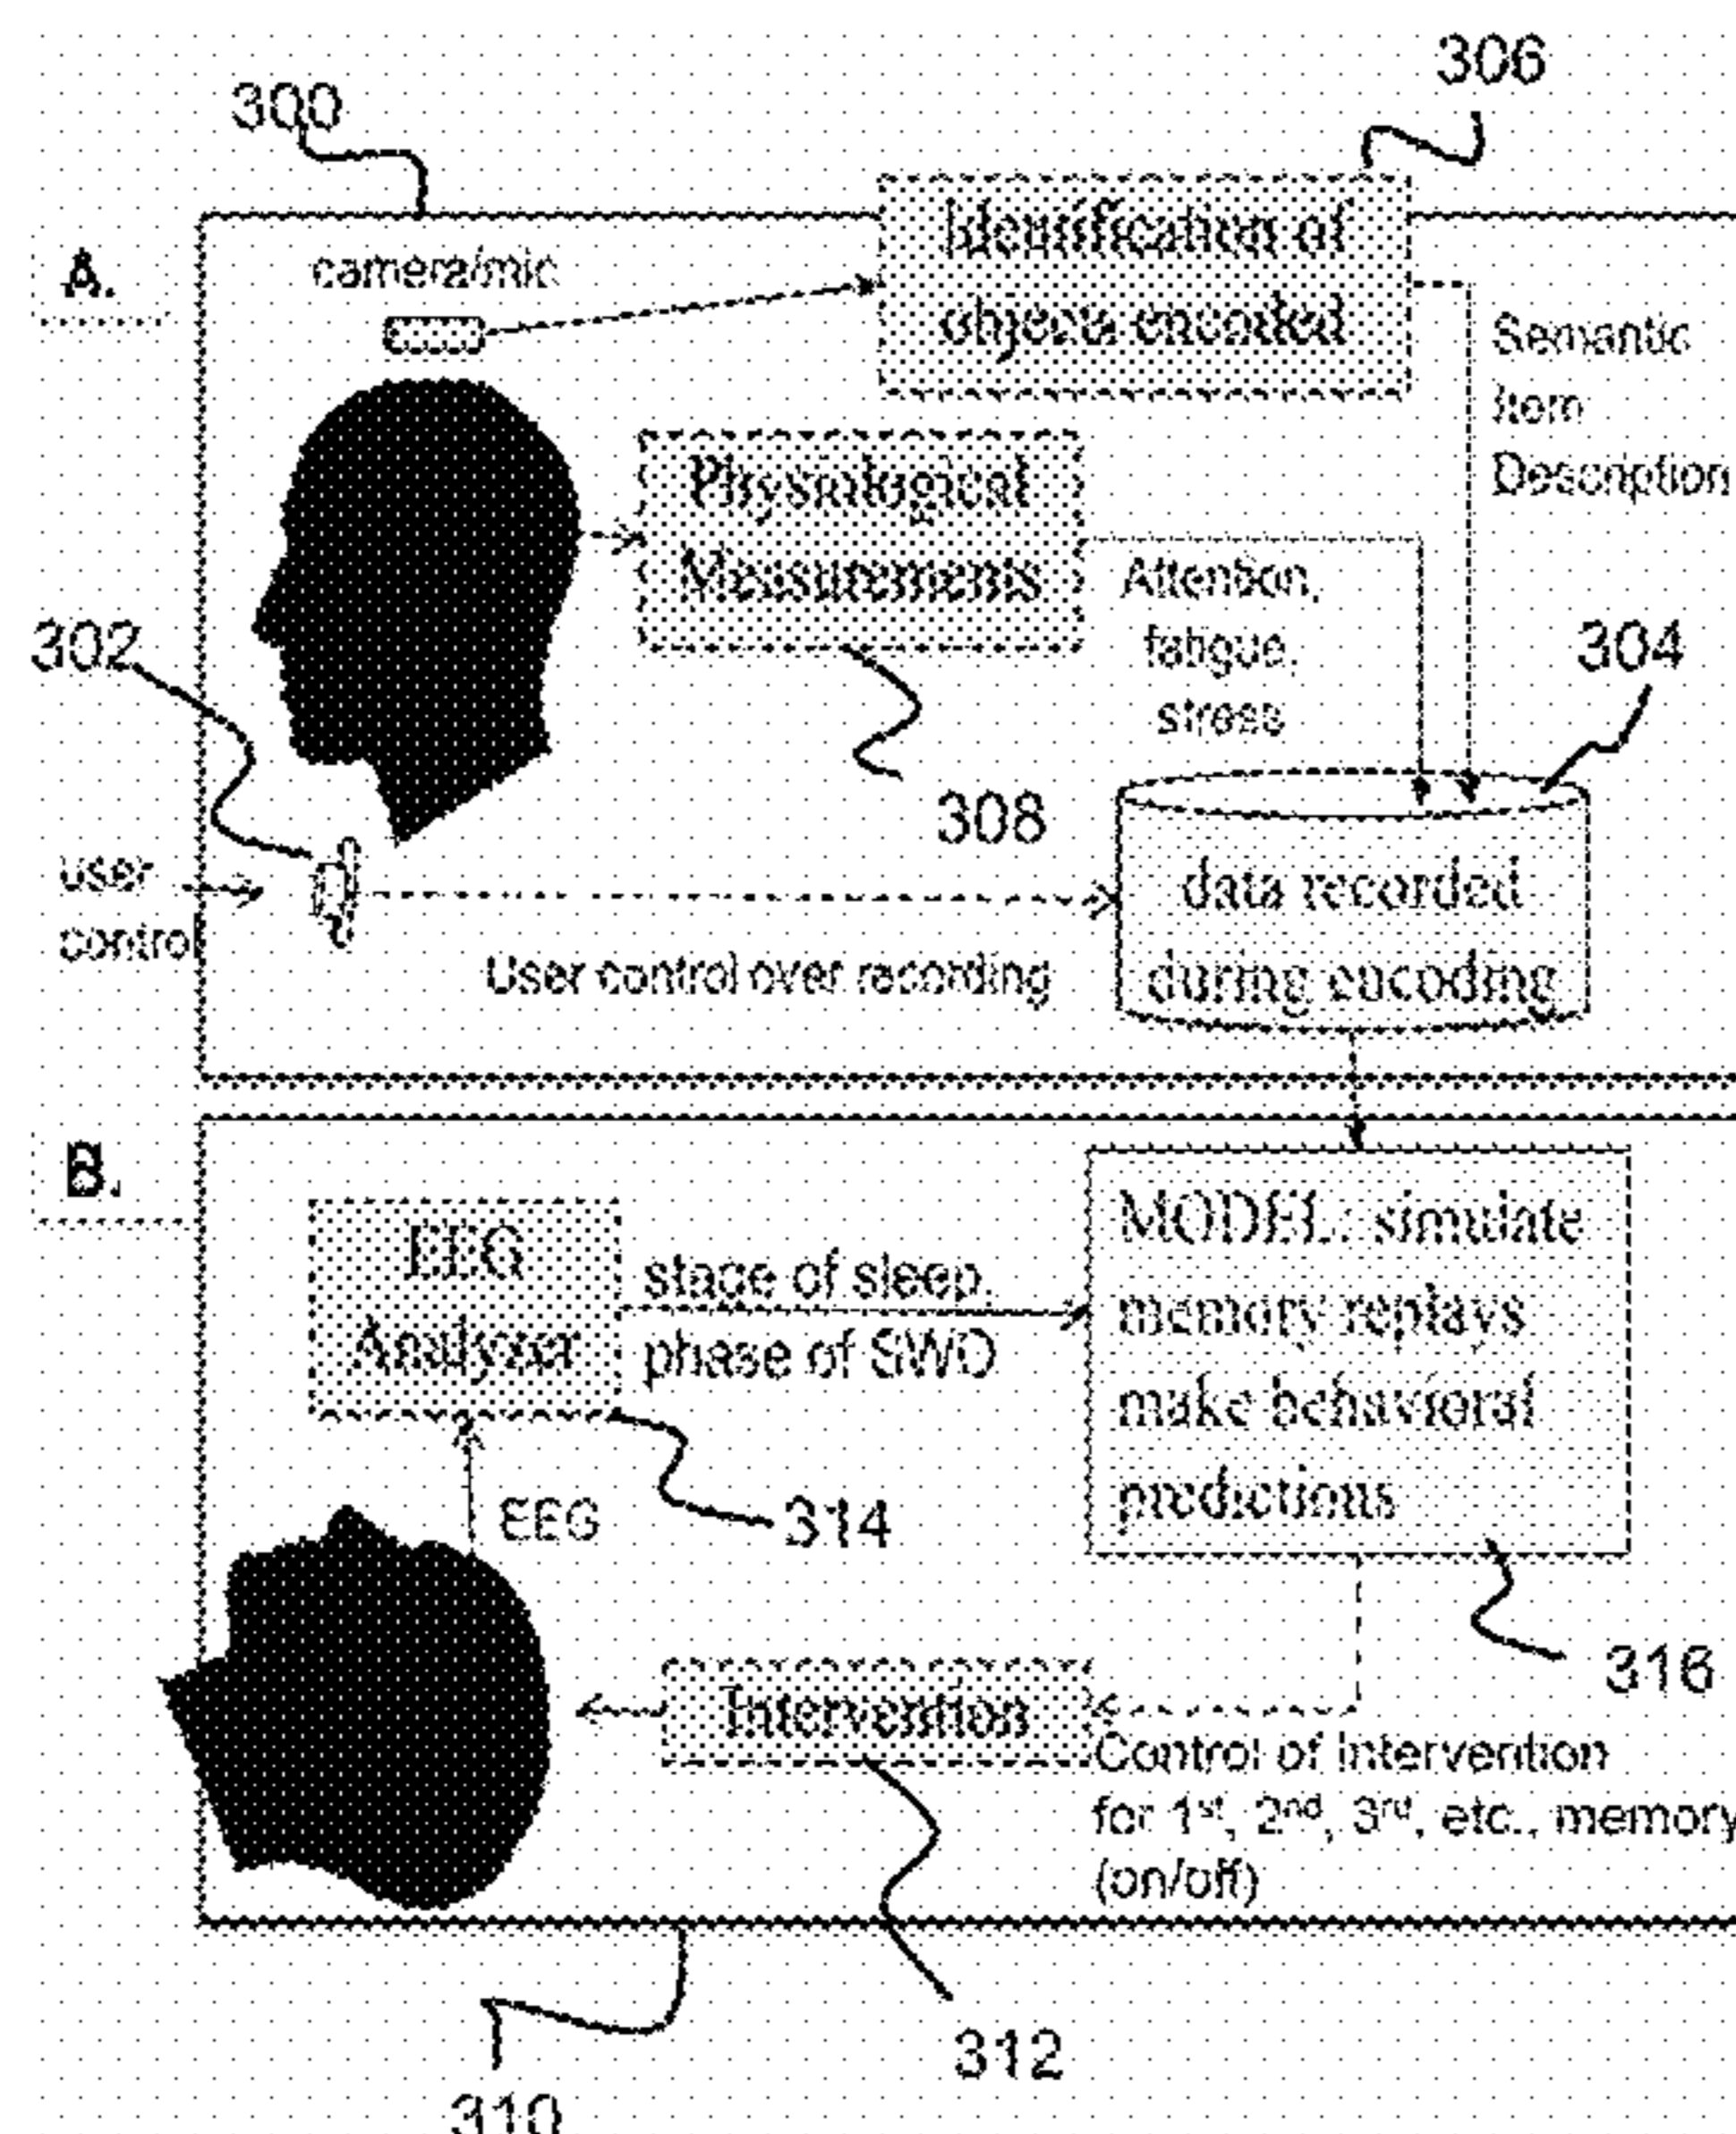 300
306
A.
camera/mic
Identification of
objects encoded
Semantic
Item
Description
Physiological
Measurements
Attention,
fatigue,
stress
302
304
308
user
control
User control over recording
data recorded
during encoding
B.
EEG
Analyzer
stage of sleep,
phase of SWO
MODEL: simulate
memory replays
make behavioral
predictions
EEG
314
316
Intervention
Control of Intervention
for 1st, 2nd, 3rd, etc., memory
(on/off)
312
310